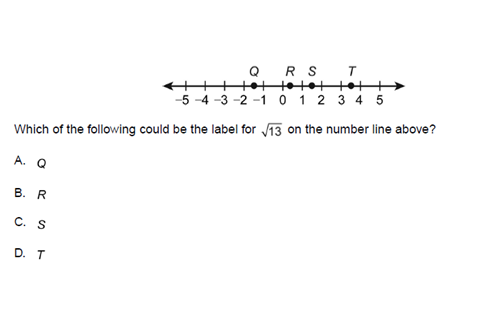 Q R S T
–5 –4 –3 –2 –1 0 1 2 3 4 5
Which of the following could be the label for √13 on the number line above?
A. Q
B. R
C. S
D. T